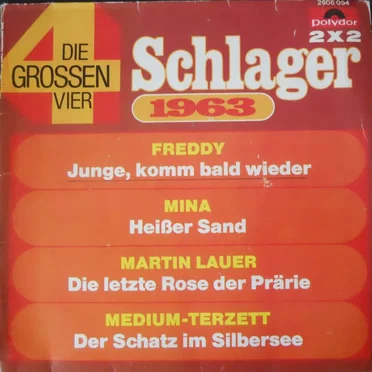 2606 054
polydor
2X2
4
DIE
GROSSEN
VIER
Schlager
1963
FREDDY
Junge, komm bald wieder
MINA
Heißer Sand
MARTIN LAUER
Die letzte Rose der Prärie
MEDIUM-TERZETT
Der Schatz im Silbersee